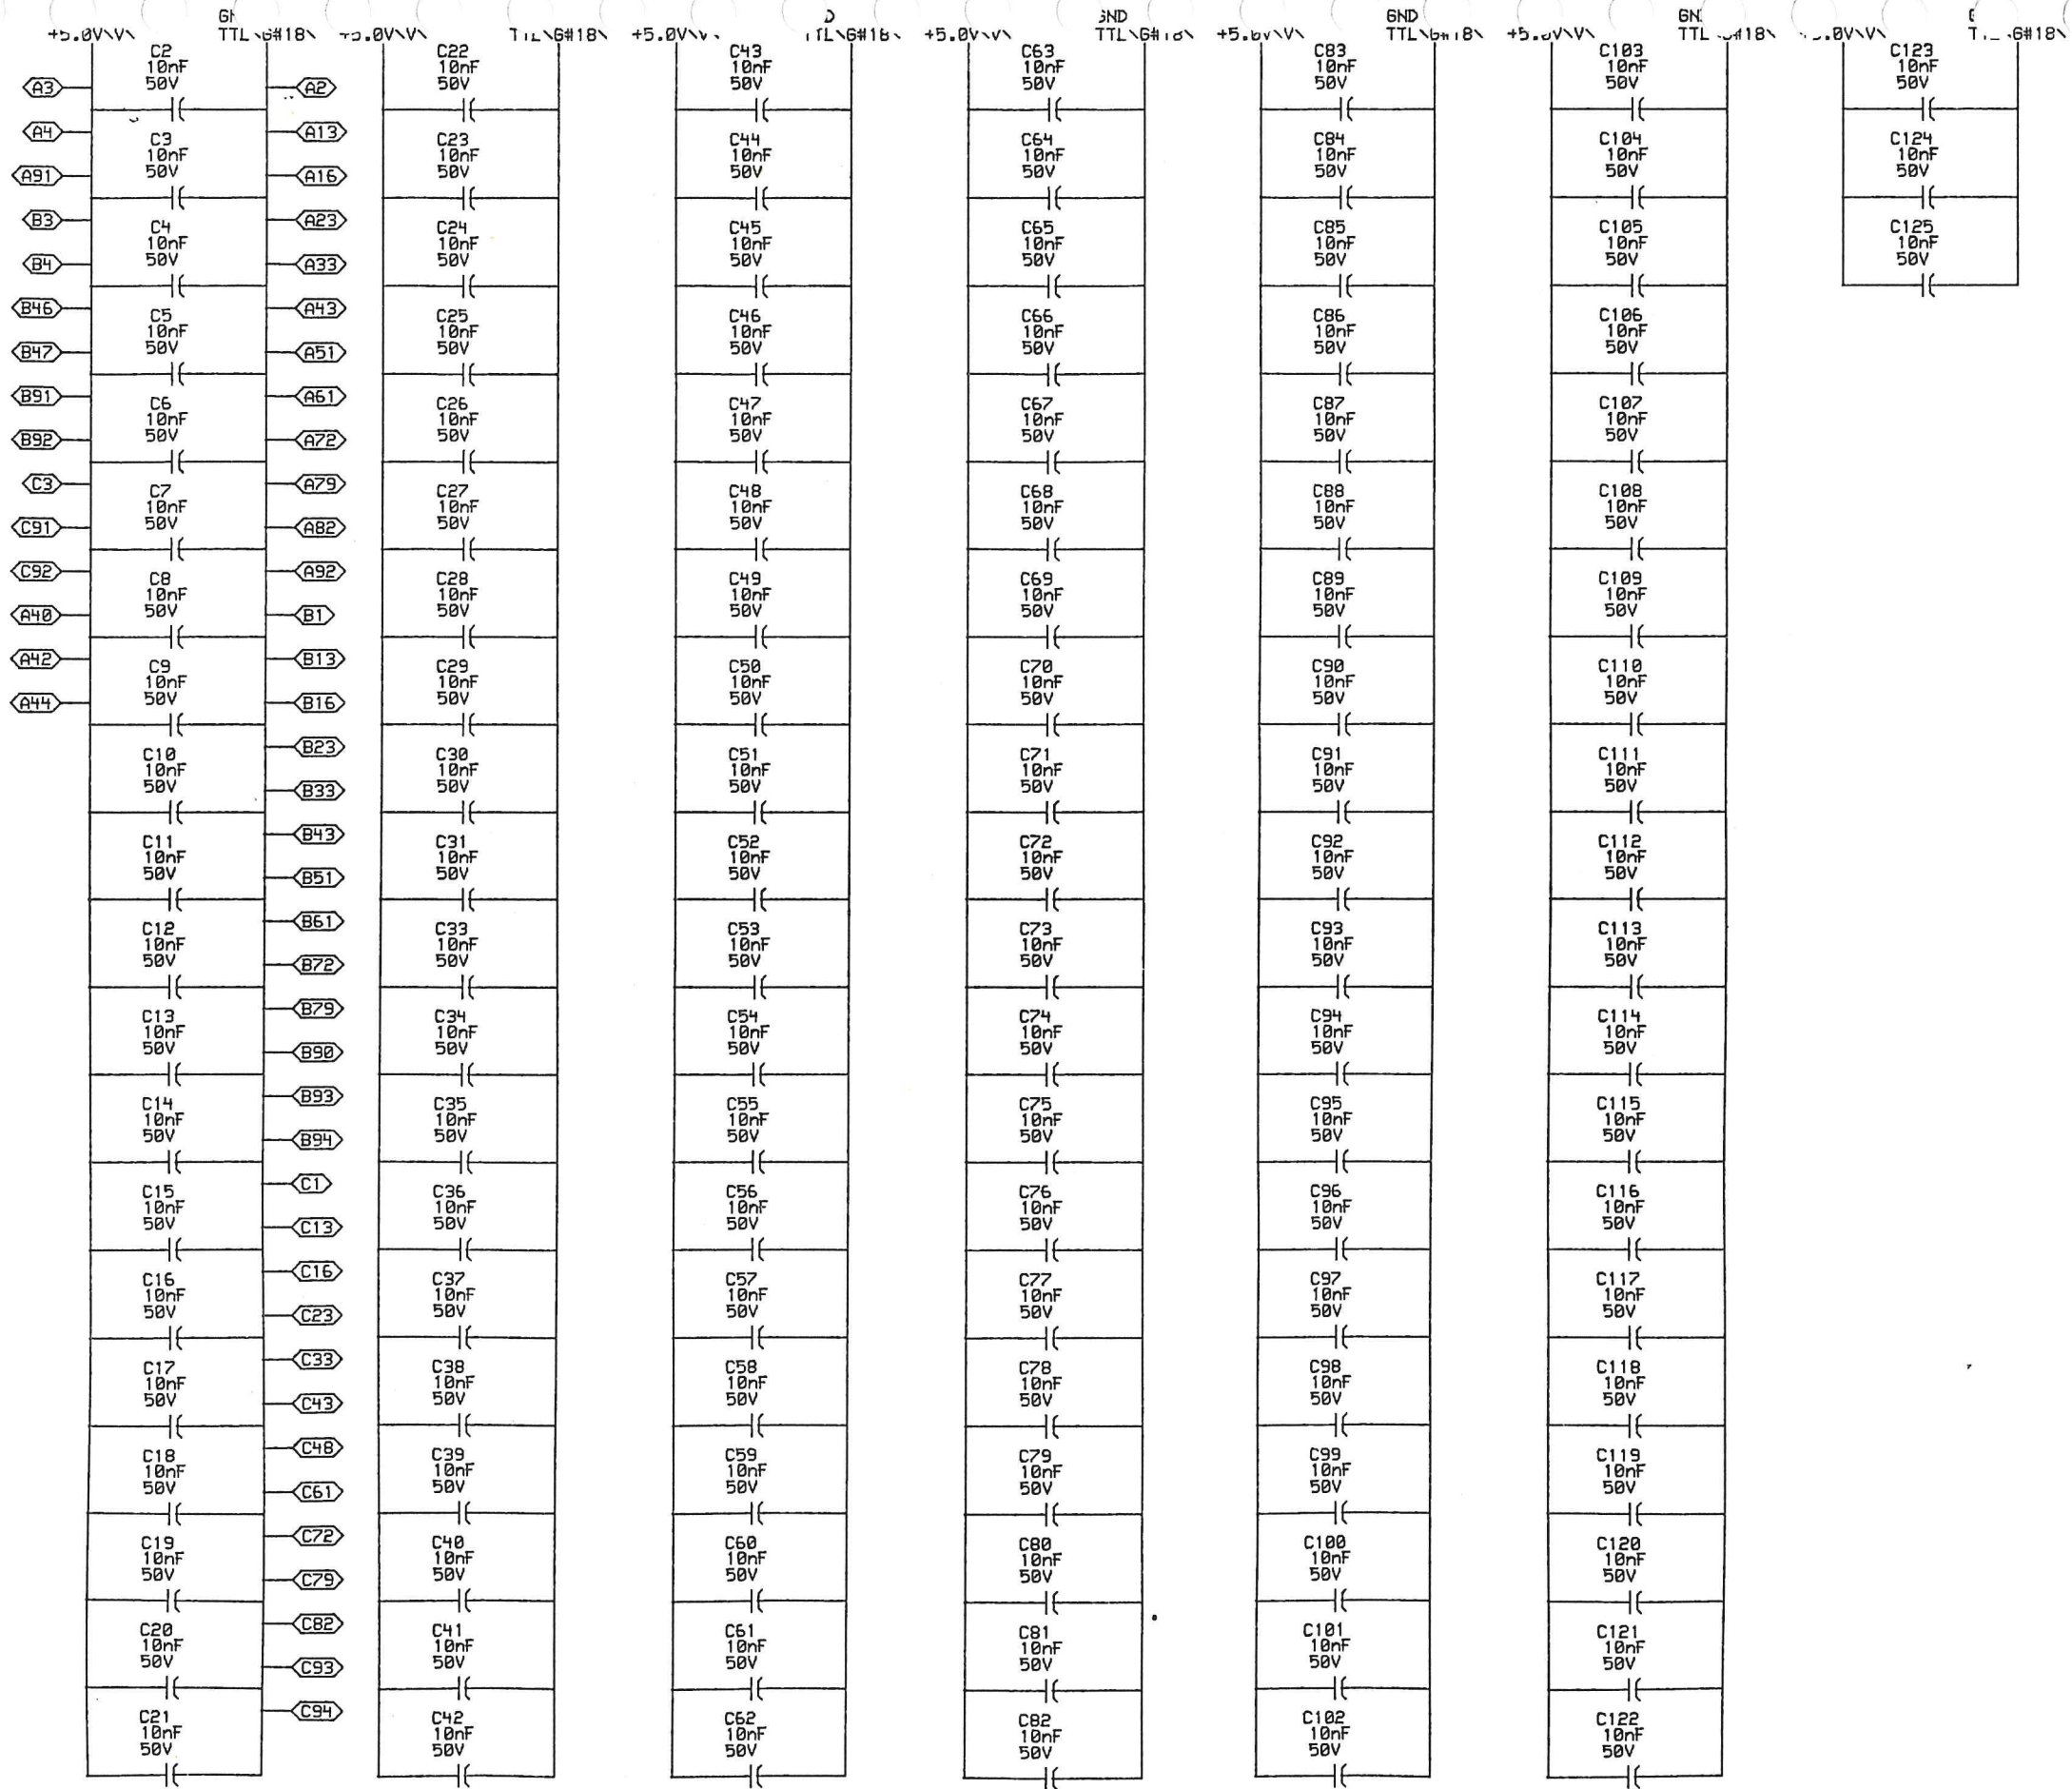 +5.0V\V\
TTL\G#18\
A3
A4
A91
B3
B4
B46
B47
B91
B92
C3
C91
C92
A40
A42
A44
C2
10nF
50V
C3
10nF
50V
C4
10nF
50V
C5
10nF
50V
C6
10nF
50V
C7
10nF
50V
C8
10nF
50V
C9
10nF
50V
C10
10nF
50V
C11
10nF
50V
C12
10nF
50V
C13
10nF
50V
C14
10nF
50V
C15
10nF
50V
C16
10nF
50V
C17
10nF
50V
C18
10nF
50V
C19
10nF
50V
C20
10nF
50V
C21
10nF
50V
A2
A13
A16
A23
A33
A43
A51
A61
A72
A79
A82
A92
B1
B13
B16
B23
B33
B43
B51
B61
B72
B79
B90
B93
B94
C1
C13
C16
C23
C33
C43
C48
C61
C72
C79
C82
C93
C94
C22
10nF
50V
C23
10nF
50V
C24
10nF
50V
C25
10nF
50V
C26
10nF
50V
C27
10nF
50V
C28
10nF
50V
C29
10nF
50V
C30
10nF
50V
C31
10nF
50V
C33
10nF
50V
C34
10nF
50V
C35
10nF
50V
C36
10nF
50V
C37
10nF
50V
C38
10nF
50V
C39
10nF
50V
C40
10nF
50V
C41
10nF
50V
C42
10nF
50V
C43
10nF
50V
C44
10nF
50V
C45
10nF
50V
C46
10nF
50V
C47
10nF
50V
C48
10nF
50V
C49
10nF
50V
C50
10nF
50V
C51
10nF
50V
C52
10nF
50V
C53
10nF
50V
C54
10nF
50V
C55
10nF
50V
C56
10nF
50V
C57
10nF
50V
C58
10nF
50V
C59
10nF
50V
C60
10nF
50V
C61
10nF
50V
C62
10nF
50V
+5.0V\V\
GND
C63
10nF
50V
C64
10nF
50V
C65
10nF
50V
C66
10nF
50V
C67
10nF
50V
C68
10nF
50V
C69
10nF
50V
C70
10nF
50V
C71
10nF
50V
C72
10nF
50V
C73
10nF
50V
C74
10nF
50V
C75
10nF
50V
C76
10nF
50V
C77
10nF
50V
C78
10nF
50V
C79
10nF
50V
C80
10nF
50V
C81
10nF
50V
C82
10nF
50V
GND
C83
10nF
50V
C84
10nF
50V
C85
10nF
50V
C86
10nF
50V
C87
10nF
50V
C88
10nF
50V
C89
10nF
50V
C90
10nF
50V
C91
10nF
50V
C92
10nF
50V
C93
10nF
50V
C94
10nF
50V
C95
10nF
50V
C96
10nF
50V
C97
10nF
50V
C98
10nF
50V
C99
10nF
50V
C100
10nF
50V
C101
10nF
50V
C102
10nF
50V
C103
10nF
50V
C104
10nF
50V
C105
10nF
50V
C106
10nF
50V
C107
10nF
50V
C108
10nF
50V
C109
10nF
50V
C110
10nF
50V
C111
10nF
50V
C112
10nF
50V
C113
10nF
50V
C114
10nF
50V
C115
10nF
50V
C116
10nF
50V
C117
10nF
50V
C118
10nF
50V
C119
10nF
50V
C120
10nF
50V
C121
10nF
50V
C122
10nF
50V
C123
10nF
50V
C124
10nF
50V
C125
10nF
50V